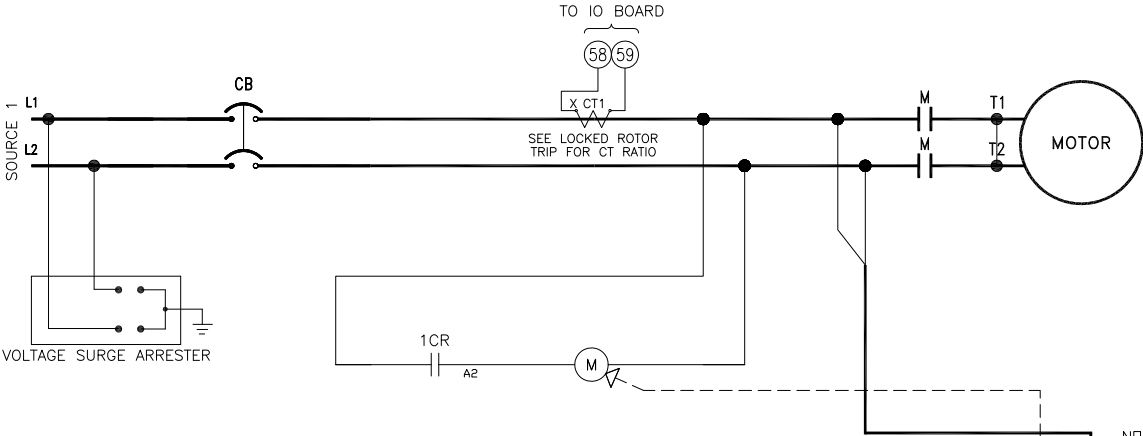 TO IO BOARD
58 59
CB
SOURCE 1
L1
X CT1
M
T1
SEE LOCKED ROTOR
TRIP FOR CT RATIO
L2
M
T2
MOTOR
VOLTAGE SURGE ARRESTER
1CR
A2
M